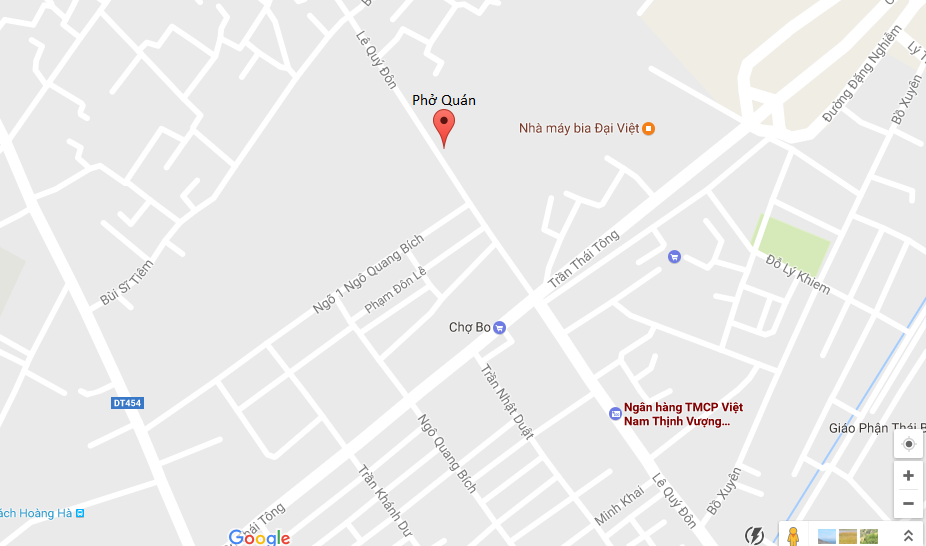 Lê Quý Đôn
Đường Đặng Nghiễm
Lý T
Bồ Xuyên
Phở Quán
Nhà máy bia Đại Việt
Trần Thái Tông
Ngõ 1 Ngô Quang Bích
Bùi Sĩ Tiêm
Đỗ Lý Khiêm
Phạm Đôn Lễ
Chợ Bo
DT454
Trần Nhật Duật
Ngân hàng TMCP Việt
Nam Thịnh Vượng...
Giáo Phận Thái B
Ngô Quang Bích
Trần Khánh Dư
Lê Quý Đôn
Bồ Xuyên
Minh Khai
ách Hoàng Hà
hái Tông
Google